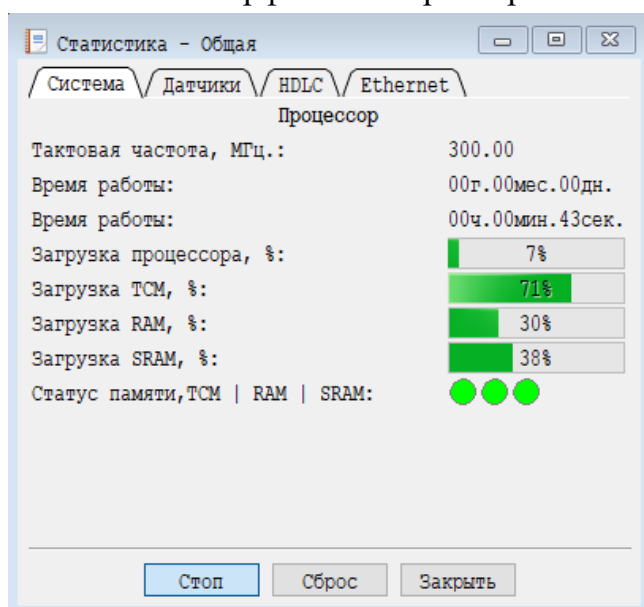 Статистика - Общая
Система Датчики HDLC Ethernet
Процессор
Тактовая частота, МГц.: 300.00
Время работы: 00г.00мес.00дн.
Время работы: 00ч.00мин.43сек.
Загрузка процессора, %: 7%
Загрузка TCM, %: 71%
Загрузка RAM, %: 30%
Загрузка SRAM, %: 38%
Статус памяти,TCM | RAM | SRAM:
Стоп Сброс Закрыть